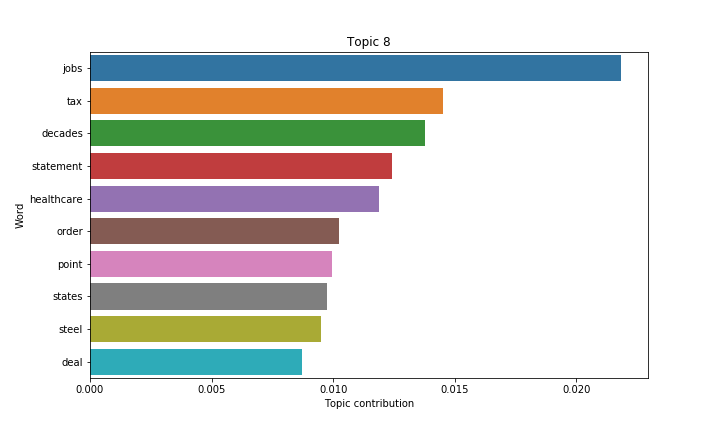 Topic 8
Word
jobs
tax
decades
statement
healthcare
order
point
states
steel
deal
0.000 0.005 0.010 0.015 0.020
Topic contribution